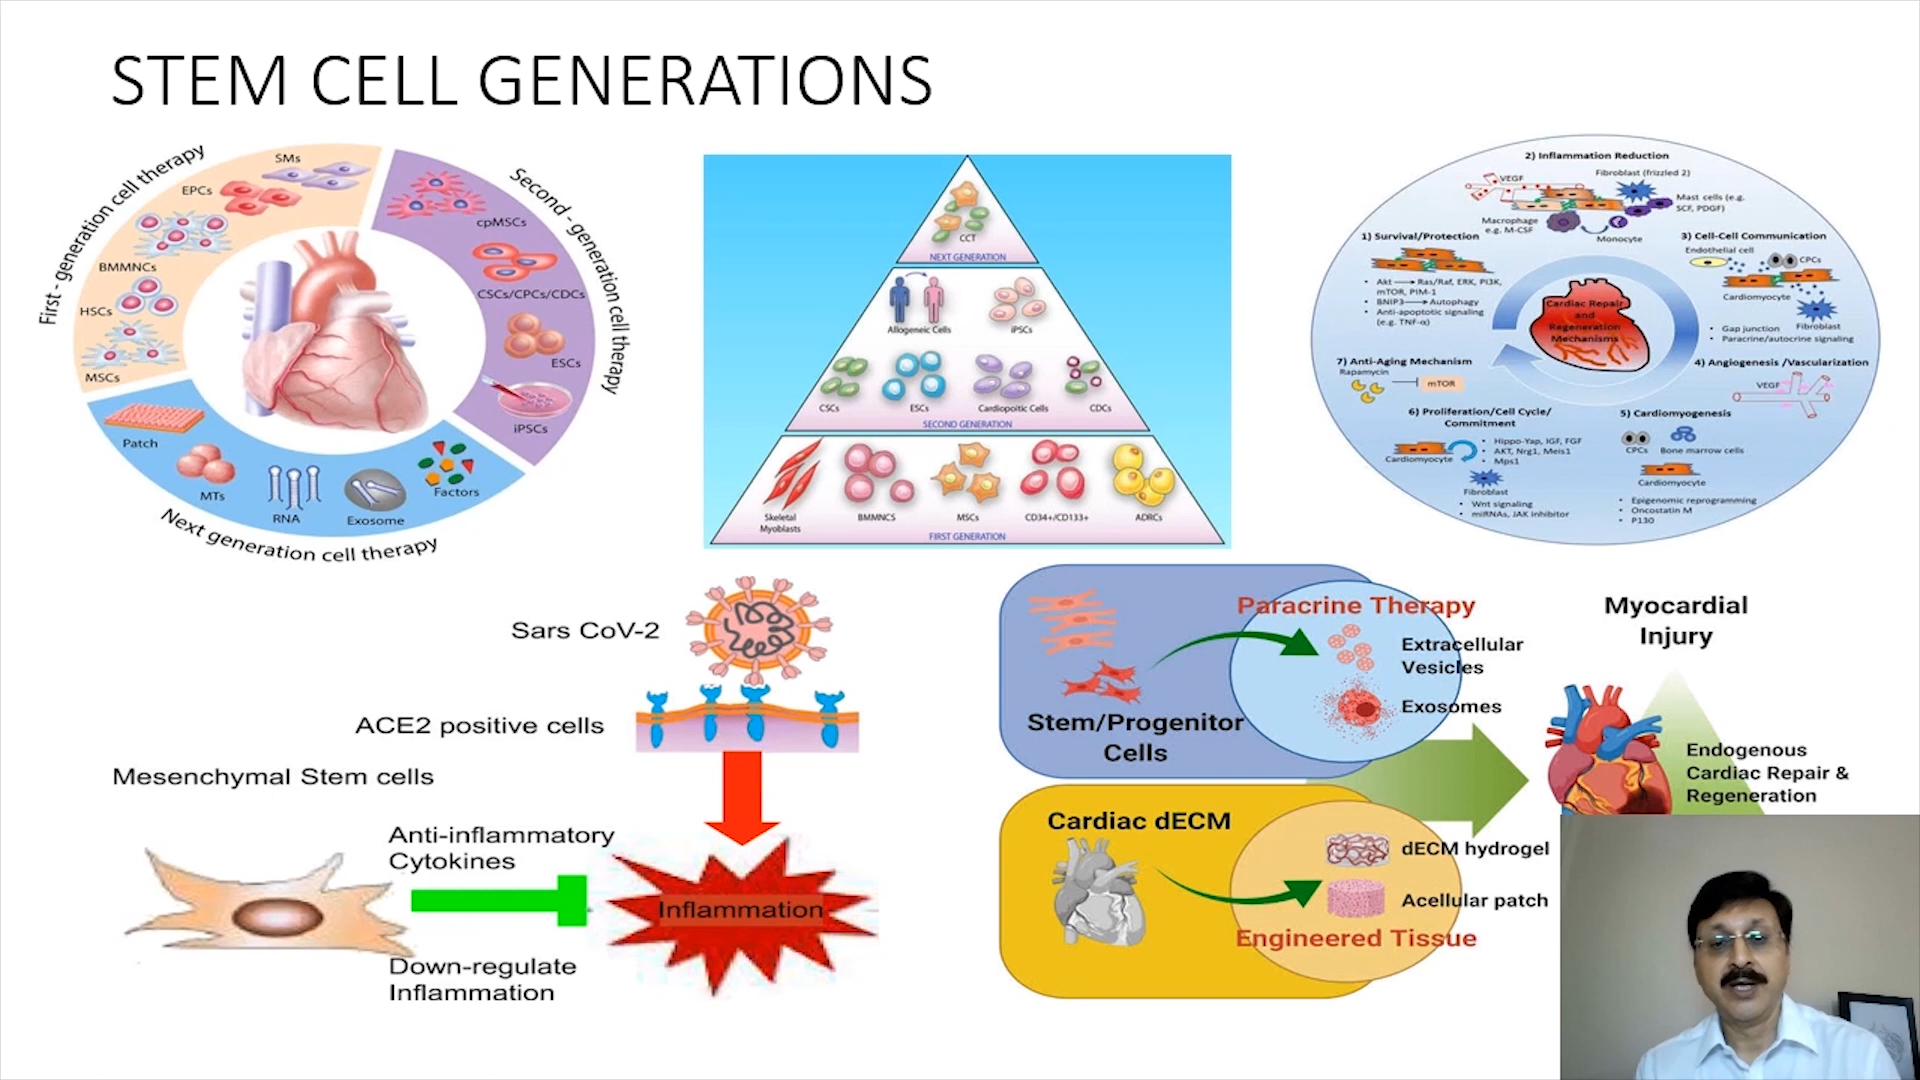 STEM CELL GENERATIONS
First - generation cell therapy
SMs
EPCs
BMMNCs
HSCs
MSCs
Second - generation cell therapy
cpMSCs
CSCs/CPCs/CDCs
ESCs
iPSCs
Patch
MTs
RNA
Exosome
Factors
Next generation cell therapy
CCT
NEXT GENERATION
Allogeneic Cells
iPSCs
CSCs
ESCs
Cardiopoitic Cells
CDCs
SECOND GENERATION
Skeletal
Myoblasts
BMMNCS
MSCs
CD34+/CD133+
ADRCs
FIRST GENERATION
2) Inflammation Reduction
VEGF
Fibroblast (frizzled 2)
Mast cells (e.g.
SCF, PDGF)
Macrophage
e.g. M-CSF
Monocyte
1) Survival/Protection
• Akt → Ras/Raf, ERK, PI3K,
mTOR, PIM-1
• BNIP3 → Autophagy
• Anti-apoptotic signaling
(e.g. TNF-α)
3) Cell-Cell Communication
Endothelial cell
CPCs
Cardiomyocyte
Fibroblast
• Gap junction
• Paracrine/autocrine signaling
Cardiac Repair
and
Regeneration
Mechanisms
7) Anti-Aging Mechanism
Rapamycin
mTOR
4) Angiogenesis /Vascularization
VEGF
6) Proliferation/Cell Cycle/
Commitment
Cardiomyocyte
• Hippo-Yap, IGF, FGF
• AKT, Nrg1, Meis1
• Mps1
Fibroblast
• Wnt signaling
• miRNAs, JAK inhibitor
5) Cardiomyogenesis
CPCs
Bone marrow cells
Cardiomyocyte
• Epigenomic reprogramming
• Oncostatin M
• P130
Sars CoV-2
ACE2 positive cells
Mesenchymal Stem cells
Anti-inflammatory
Cytokines
Inflammation
Down-regulate
Inflammation
Paracrine Therapy
Extracellular
Vesicles
Exosomes
Stem/Progenitor
Cells
Cardiac dECM
dECM hydrogel
Acellular patch
Engineered Tissue
Myocardial
Injury
Endogenous
Cardiac Repair &
Regeneration